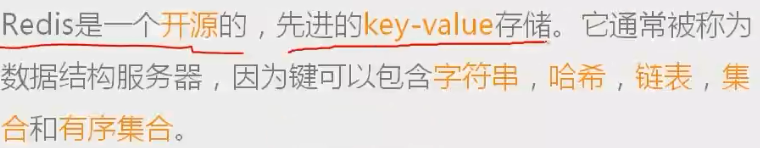 Redis是一个开源的，先进的key-value存储。它通常被称为
数据结构服务器，因为键可以包含字符串，哈希，链表，集
合和有序集合。